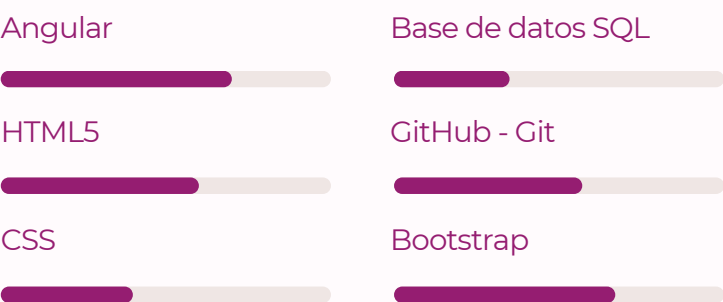 Angular
Base de datos SQL
HTML5
GitHub - Git
CSS
Bootstrap